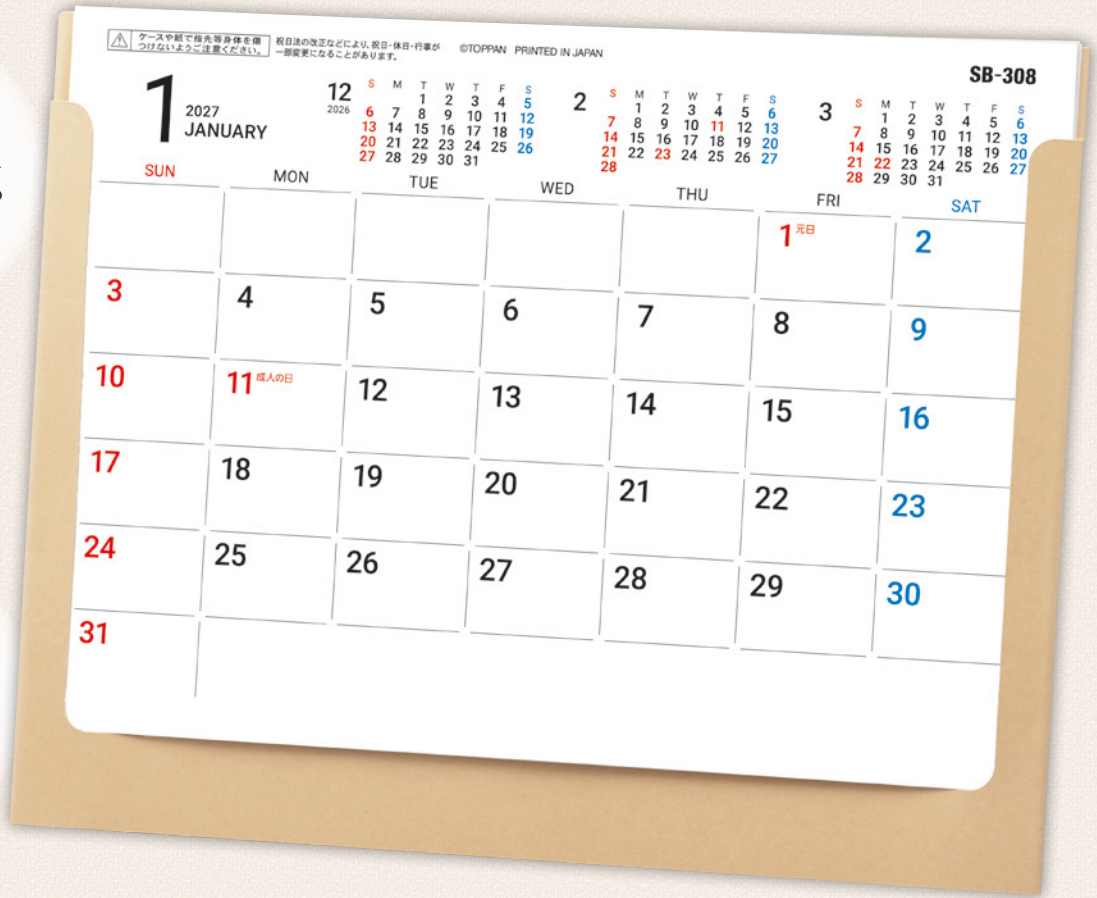 ケースや紙で指先等身体を傷
つけないようご注意ください。
祝日法の改正などにより、祝日・休日・行事が
一部変更になることがあります。
©TOPPAN PRINTED IN JAPAN
SB-308
1 2027 JANUARY
12 2026
S M T W T F S
1 2 3 4 5
6 7 8 9 10 11 12
13 14 15 16 17 18 19
20 21 22 23 24 25 26
27 28 29 30 31
2
S M T W T F S
1 2 3 4 5 6
7 8 9 10 11 12 13
14 15 16 17 18 19 20
21 22 23 24 25 26 27
28
3
S M T W T F S
1 2 3 4 5 6
7 8 9 10 11 12 13
14 15 16 17 18 19 20
21 22 23 24 25 26 27
28 29 30 31
SUN MON TUE WED THU FRI SAT
1 元日 2
3 4 5 6 7 8 9
10 11 成人の日 12 13 14 15 16
17 18 19 20 21 22 23
24 25 26 27 28 29 30
31